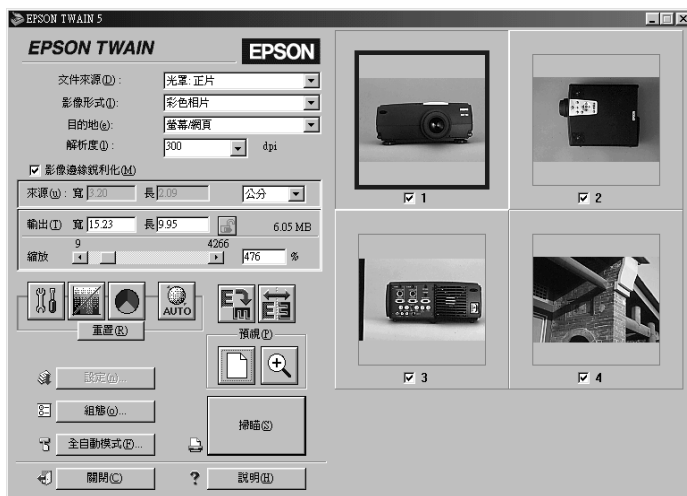 EPSON TWAIN 5
EPSON TWAIN
EPSON
文件來源(D)： 光罩: 正片
影像形式(I): 彩色相片
目的地(e): 螢幕/網頁
解析度(l)： 300 dpi
影像邊緣銳利化(M)
來源(u)：寬 3.20 長 2.09 公分
輸出(T) 寬 15.23 長 9.95 6.05 MB
9 4266
縮放 476 %
AUTO
重置(R)
預視(P)
設定(n)...
組態(o)...
全自動模式(F)...
掃瞄(S)
關閉(C)
? 說明(H)
1
2
3
4